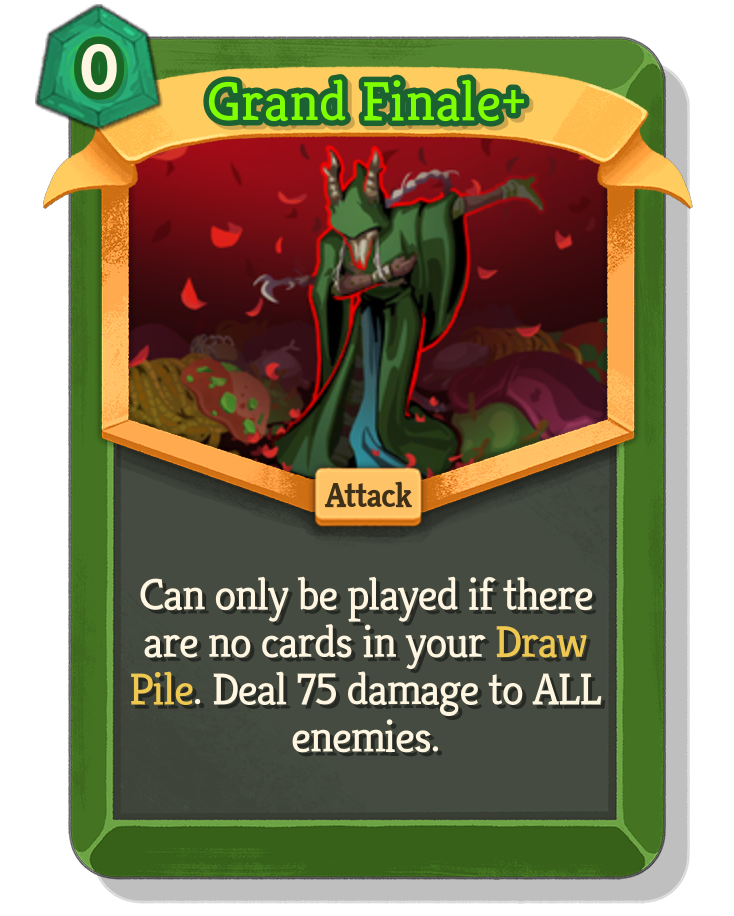 0
Grand Finale+
Attack
Can only be played if there
are no cards in your Draw
Pile. Deal 75 damage to ALL
enemies.